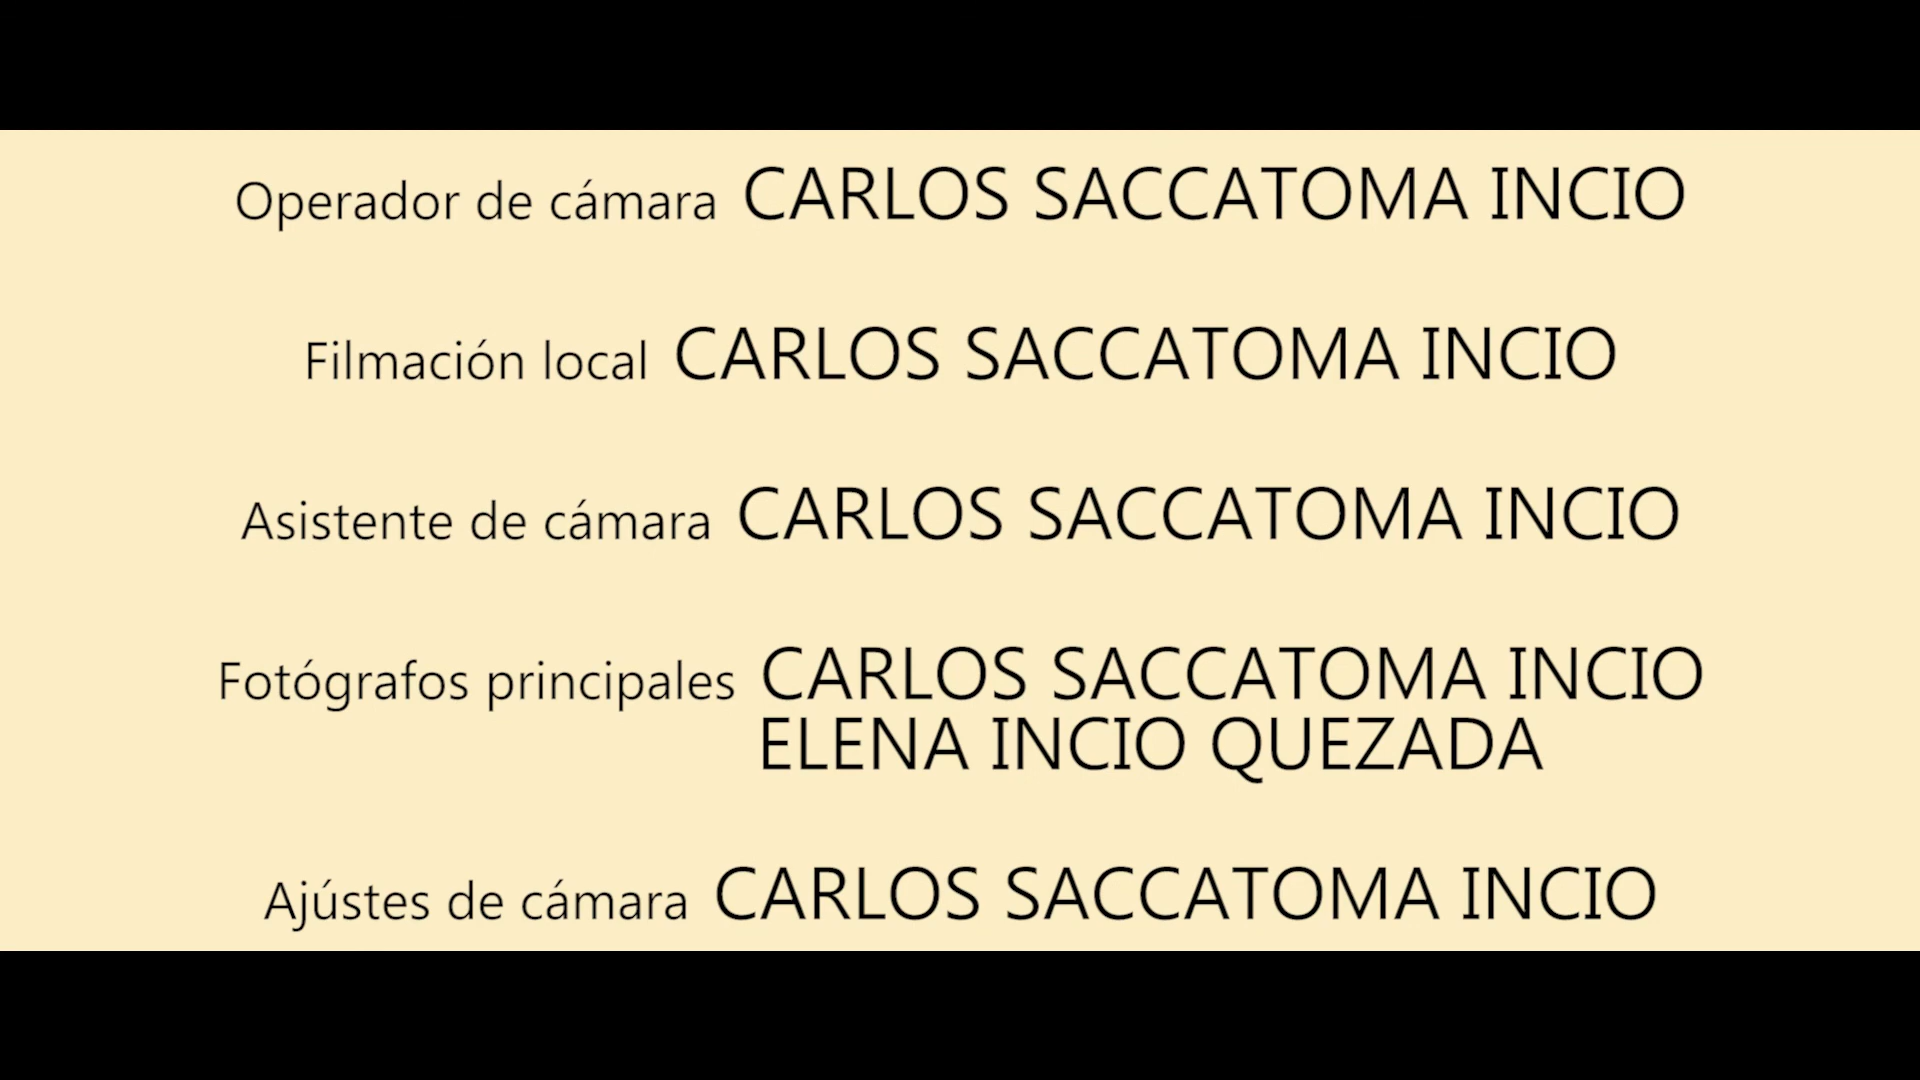 Operador de cámara CARLOS SACCATOMA INCIO
Filmación local CARLOS SACCATOMA INCIO
Asistente de cámara CARLOS SACCATOMA INCIO
Fotógrafos principales CARLOS SACCATOMA INCIO
ELENA INCIO QUEZADA
Ajústes de cámara CARLOS SACCATOMA INCIO